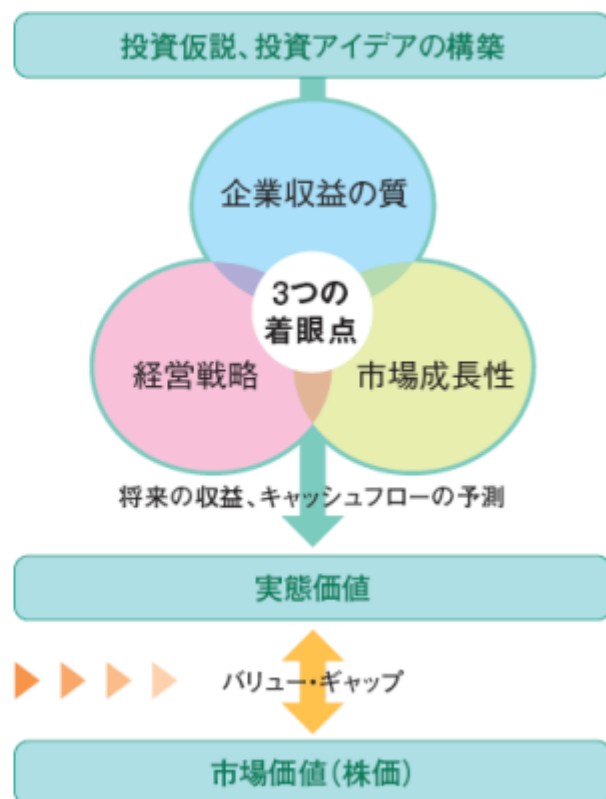 投資仮説、投資アイデアの構築
企業収益の質
3つの
着眼点
経営戦略
市場成長性
将来の収益、キャッシュフローの予測
実態価値
バリュー・ギャップ
市場価値(株価)